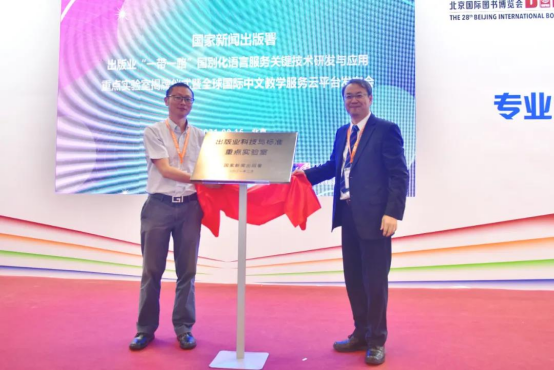 北京国际图书博览会
THE 28TH BEIJING INTERNATIONAL BO
国家新闻出版署
出版业“一带一路”国别化语言服务关键技术研发与应用
重点实验室揭牌仪式暨全球国际中文教学服务云平台发布会
专业
出版业科技与标准
重点实验室
国家新闻出版署